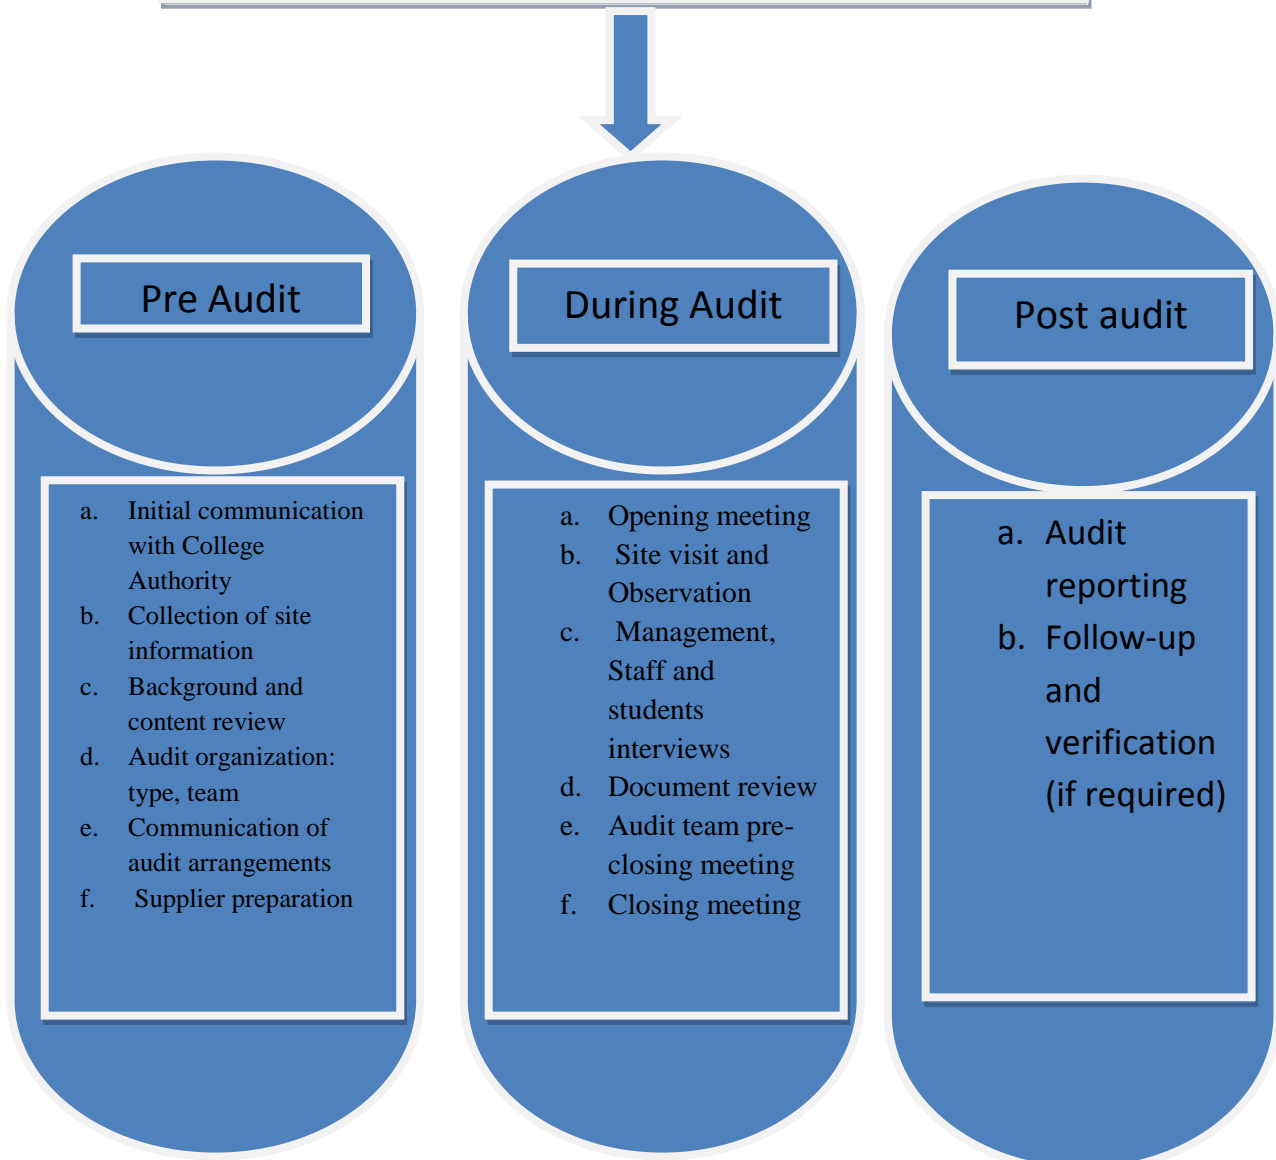 Pre Audit
a. Initial communication
with College
Authority
b. Collection of site
information
c. Background and
content review
d. Audit organization:
type, team
e. Communication of
audit arrangements
f. Supplier preparation
During Audit
a. Opening meeting
b. Site visit and
Observation
c. Management,
Staff and
students
interviews
d. Document review
e. Audit team pre-
closing meeting
f. Closing meeting
Post audit
a. Audit
reporting
b. Follow-up
and
verification
(if required)